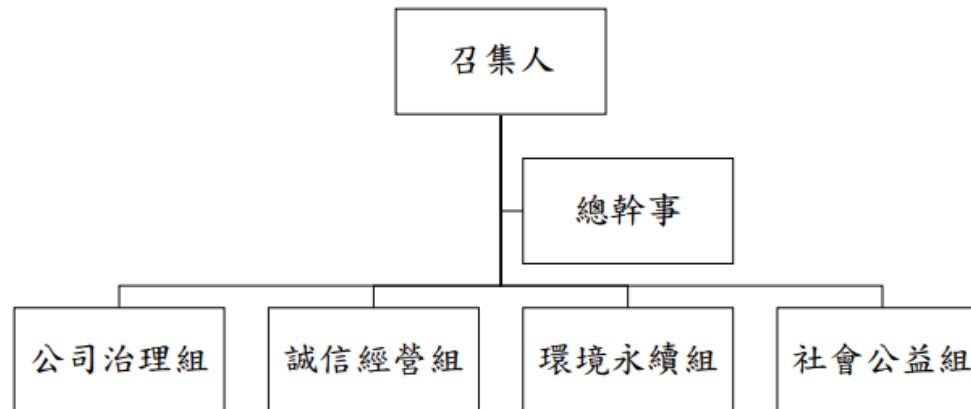 召集人
總幹事
公司治理組
誠信經營組
環境永續組
社會公益組